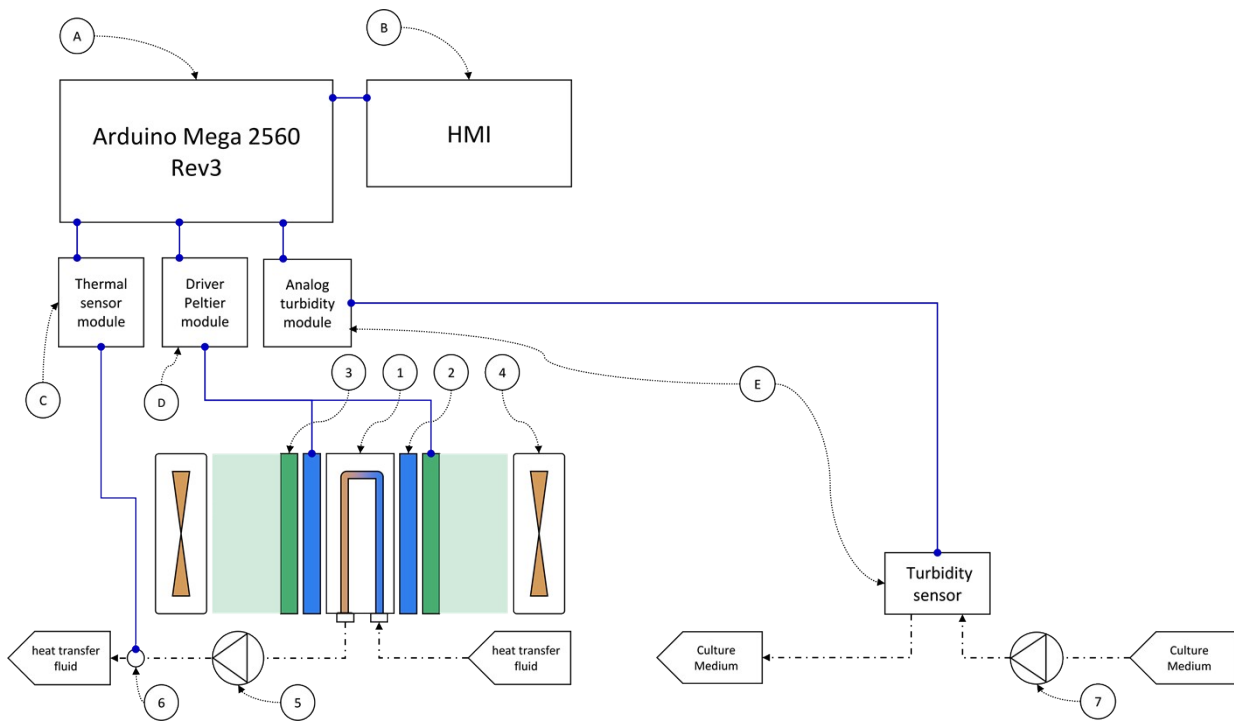 A
B
Arduino Mega 2560
Rev3
HMI
Thermal
sensor
module
Driver
Peltier
module
Analog
turbidity
module
C
D
3
1
2
4
E
Turbidity
sensor
heat transfer
fluid
heat transfer
fluid
Culture
Medium
Culture
Medium
6
5
7